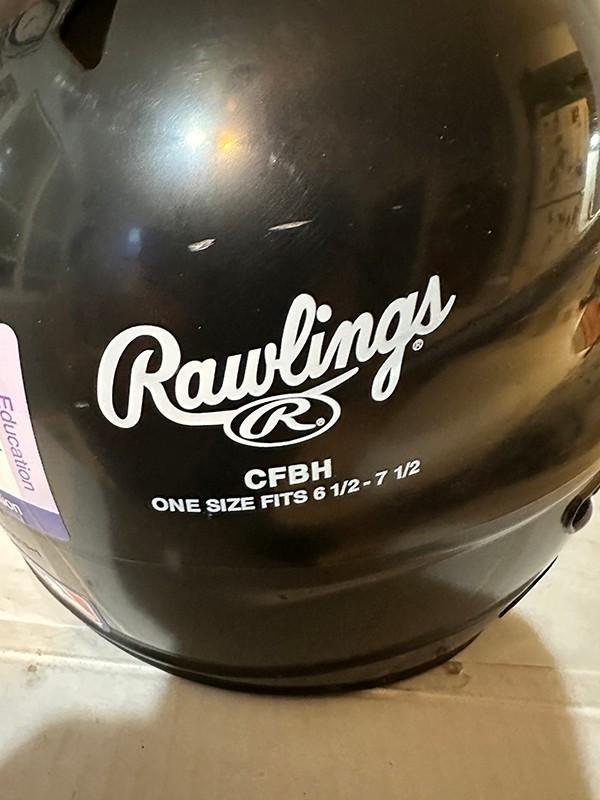 Rawlings®
R®
CFBH
ONE SIZE FITS 6 1/2 - 7 1/2
Education